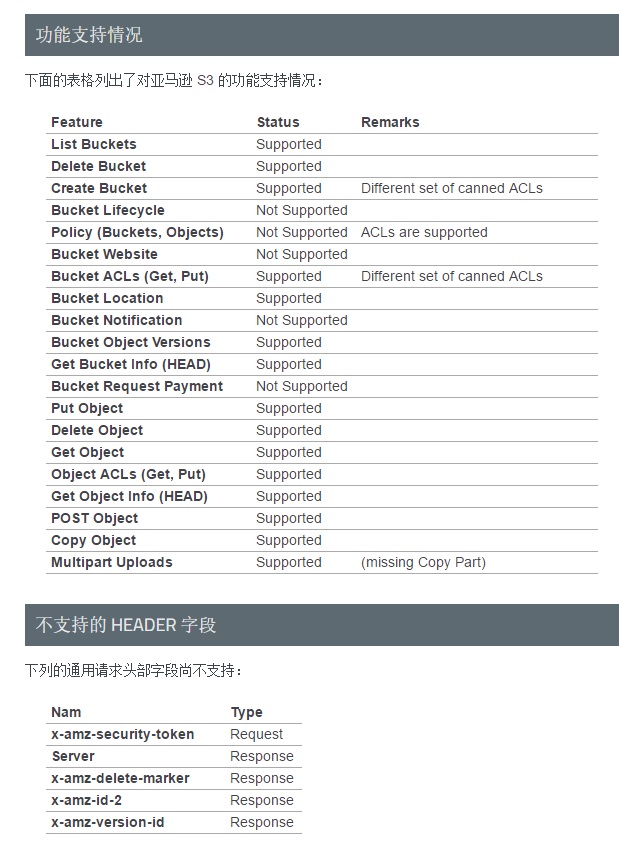 功能支持情况
下面的表格列出了对亚马逊 S3 的功能支持情况：
Feature Status Remarks
List Buckets Supported
Delete Bucket Supported
Create Bucket Supported Different set of canned ACLs
Bucket Lifecycle Not Supported
Policy (Buckets, Objects) Not Supported ACLs are supported
Bucket Website Not Supported
Bucket ACLs (Get, Put) Supported Different set of canned ACLs
Bucket Location Supported
Bucket Notification Not Supported
Bucket Object Versions Supported
Get Bucket Info (HEAD) Supported
Bucket Request Payment Not Supported
Put Object Supported
Delete Object Supported
Get Object Supported
Object ACLs (Get, Put) Supported
Get Object Info (HEAD) Supported
POST Object Supported
Copy Object Supported
Multipart Uploads Supported (missing Copy Part)
不支持的 HEADER 字段
下列的通用请求头部字段尚不支持：
Nam Type
x-amz-security-token Request
Server Response
x-amz-delete-marker Response
x-amz-id-2 Response
x-amz-version-id Response